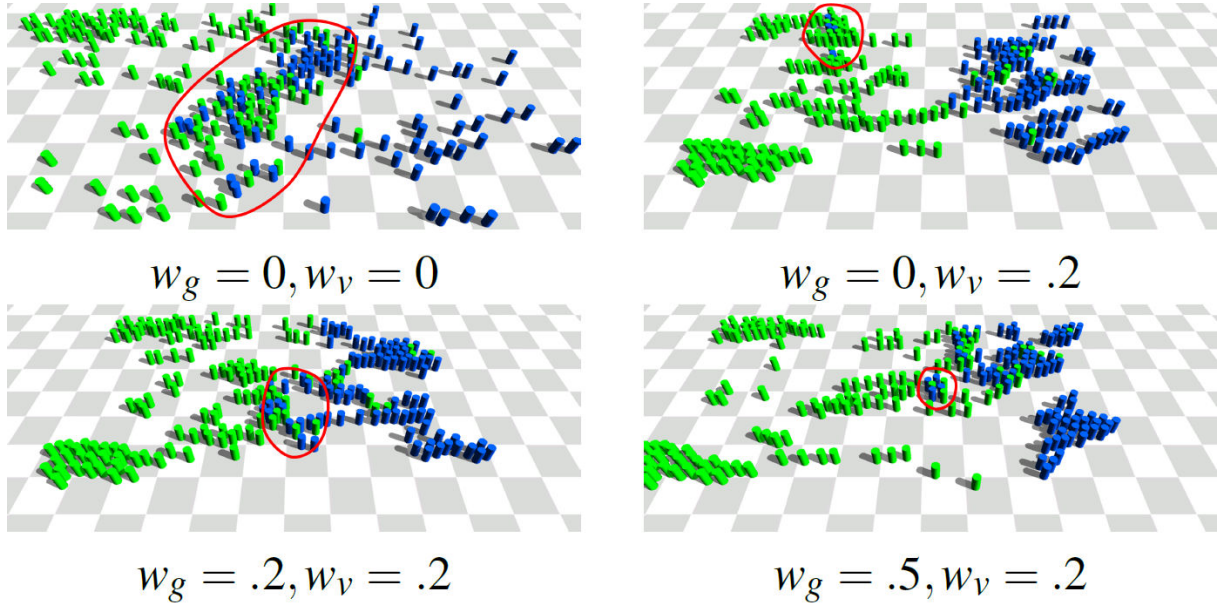 w_g = 0, w_v = 0
w_g = 0, w_v = .2
w_g = .2, w_v = .2
w_g = .5, w_v = .2